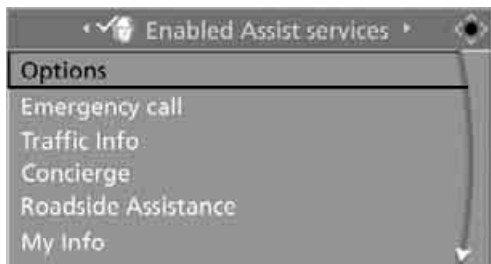 Enabled Assist services
Options
Emergency call
Traffic Info
Concierge
Roadside Assistance
My Info